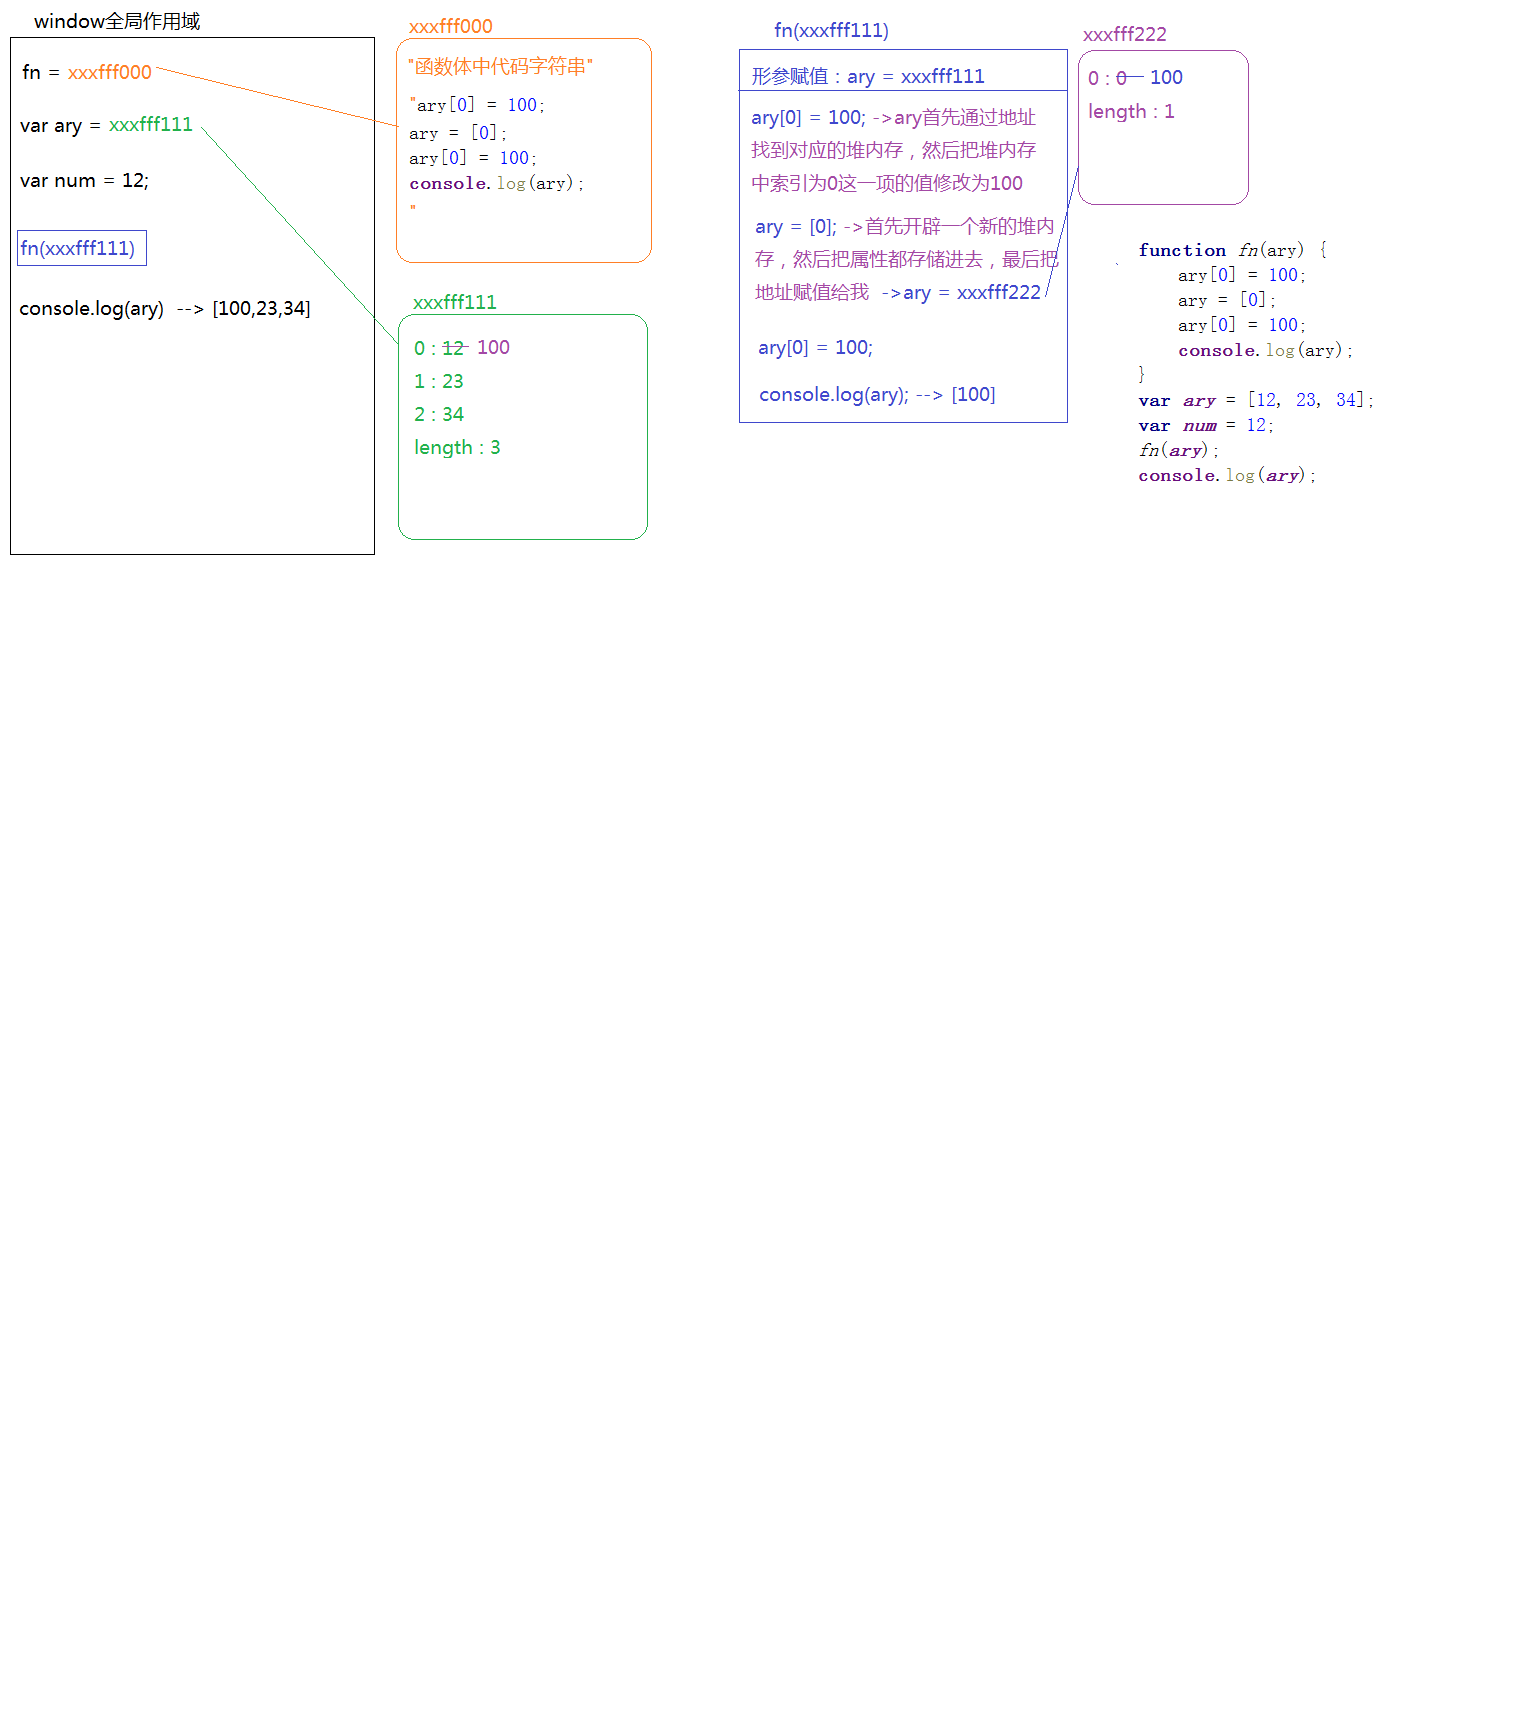 window全局作用域
fn = xxxfff000
var ary = xxxfff111
var num = 12;
fn(xxxfff111)
console.log(ary)  --> [100,23,34]
xxxfff000
"函数体中代码字符串"
"ary[0] = 100;
ary = [0];
ary[0] = 100;
console.log(ary);
"
xxxfff111
0 : 12 100
1 : 23
2 : 34
length : 3
fn(xxxfff111)
形参赋值：ary = xxxfff111
ary[0] = 100; ->ary首先通过地址
找到对应的堆内存，然后把堆内存
中索引为0这一项的值修改为100
ary = [0]; ->首先开辟一个新的堆内
存，然后把属性都存储进去，最后把
地址赋值给我  ->ary = xxxfff222
ary[0] = 100;
console.log(ary); --> [100]
xxxfff222
0 : 0 100
length : 1
function fn(ary) {
ary[0] = 100;
ary = [0];
ary[0] = 100;
console.log(ary);
}
var ary = [12, 23, 34];
var num = 12;
fn(ary);
console.log(ary);